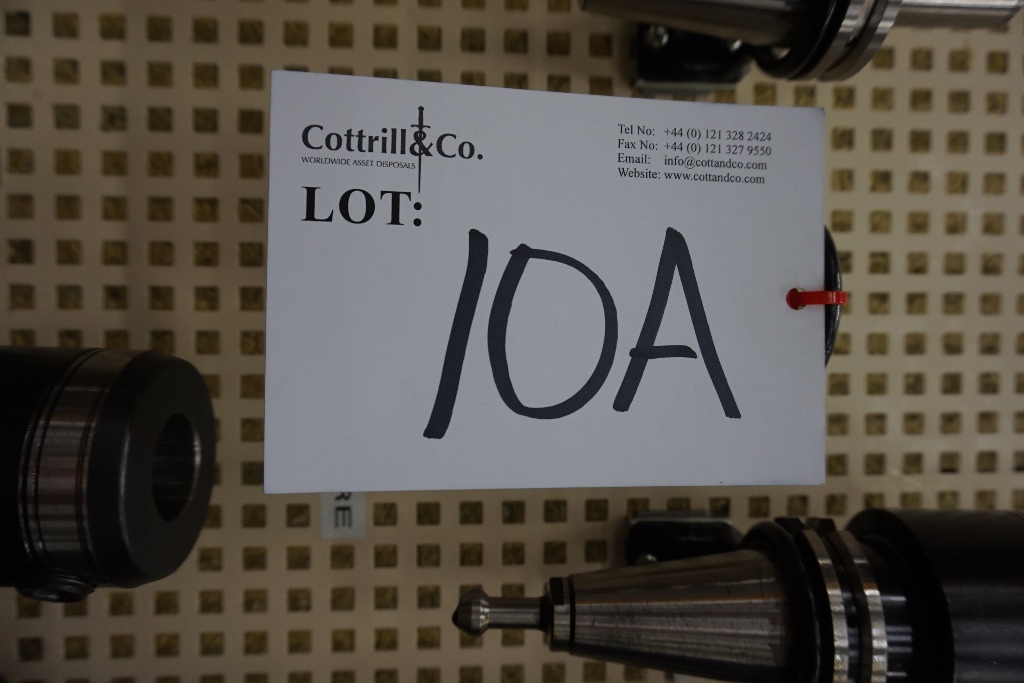 Cottrill&Co.
WORLDWIDE ASSET DISPOSALS
Tel No: +44 (0) 121 328 2424
Fax No: +44 (0) 121 327 9550
Email: info@cottandco.com
Website: www.cottandco.com
LOT:
10A
RE